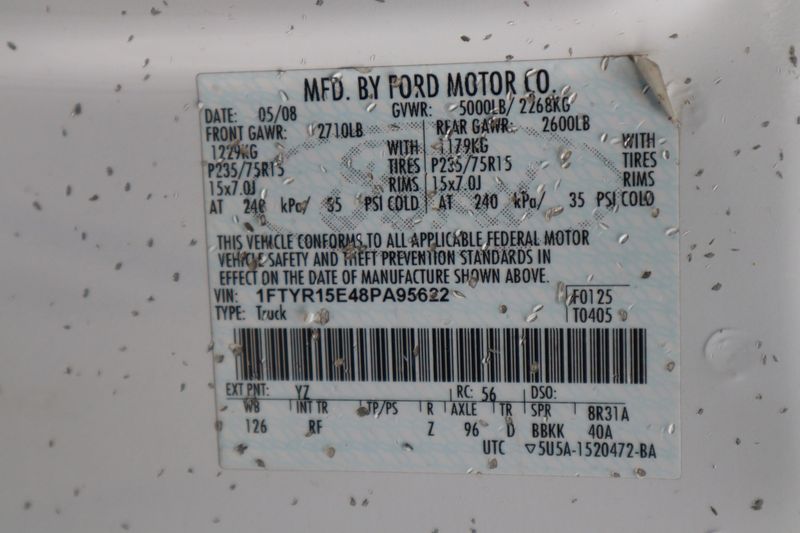 MFD. BY FORD MOTOR CO.
DATE: 05/08 GVWR: 5000LB/ 2268KG
FRONT GAWR: 2710LB REAR GAWR: 2600LB
1229KG WITH 1179KG WITH
P235/75R15 TIRES P235/75R15 TIRES
15x7.0J RIMS 15x7.0J RIMS
AT 240 kPa/ 35 PSI COLD AT 240 kPa/ 35 PSI COLD
THIS VEHICLE CONFORMS TO ALL APPLICABLE FEDERAL MOTOR
VEHICLE SAFETY AND THEFT PREVENTION STANDARDS IN
EFFECT ON THE DATE OF MANUFACTURE SHOWN ABOVE.
VIN: 1FTYR15E48PA95622 F0125
TYPE: Truck T0405
EXT PNT: YZ RC: 56 DSO:
WB INT TR TP/PS R AXLE TR SPR 8R31A
126 RF Z 96 D BBKK 40A
UTC ▽5U5A-1520472-BA